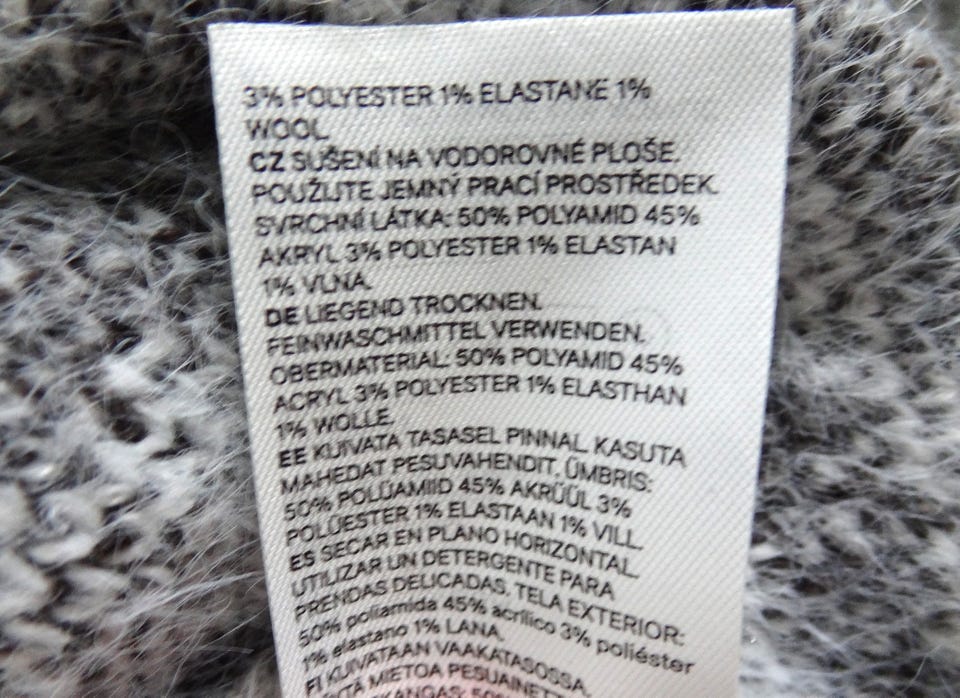 3% POLYESTER 1% ELASTANE 1%
WOOL.
CZ SUŠENÍ NA VODOROVNÉ PLOŠE.
POUŽIJTE JEMNÝ PRACÍ PROSTŘEDEK.
SVRCHNÍ LÁTKA: 50% POLYAMID 45%
AKRYL 3% POLYESTER 1% ELASTAN
1% VLNA.
DE LIEGEND TROCKNEN.
FEINWASCHMITTEL VERWENDEN.
OBERMATERIAL: 50% POLYAMID 45%
ACRYL 3% POLYESTER 1% ELASTHAN
1% WOLLE.
EE KUIVATA TASASEL PINNAL. KASUTA
MAHEDAT PESUVAHENDIT. ÜMBRIS:
50% POLÜAMIID 45% AKRÜÜL 3%
POLÜESTER 1% ELASTAAN 1% VILL.
ES SECAR EN PLANO HORIZONTAL.
UTILIZAR UN DETERGENTE PARA
PRENDAS DELICADAS. TELA EXTERIOR:
50% poliamida 45% acrílico 3% poliéster
1% elastano 1% LANA.
FI KUIVATAAN VAAKATASOSSA.
MIETOA
50%